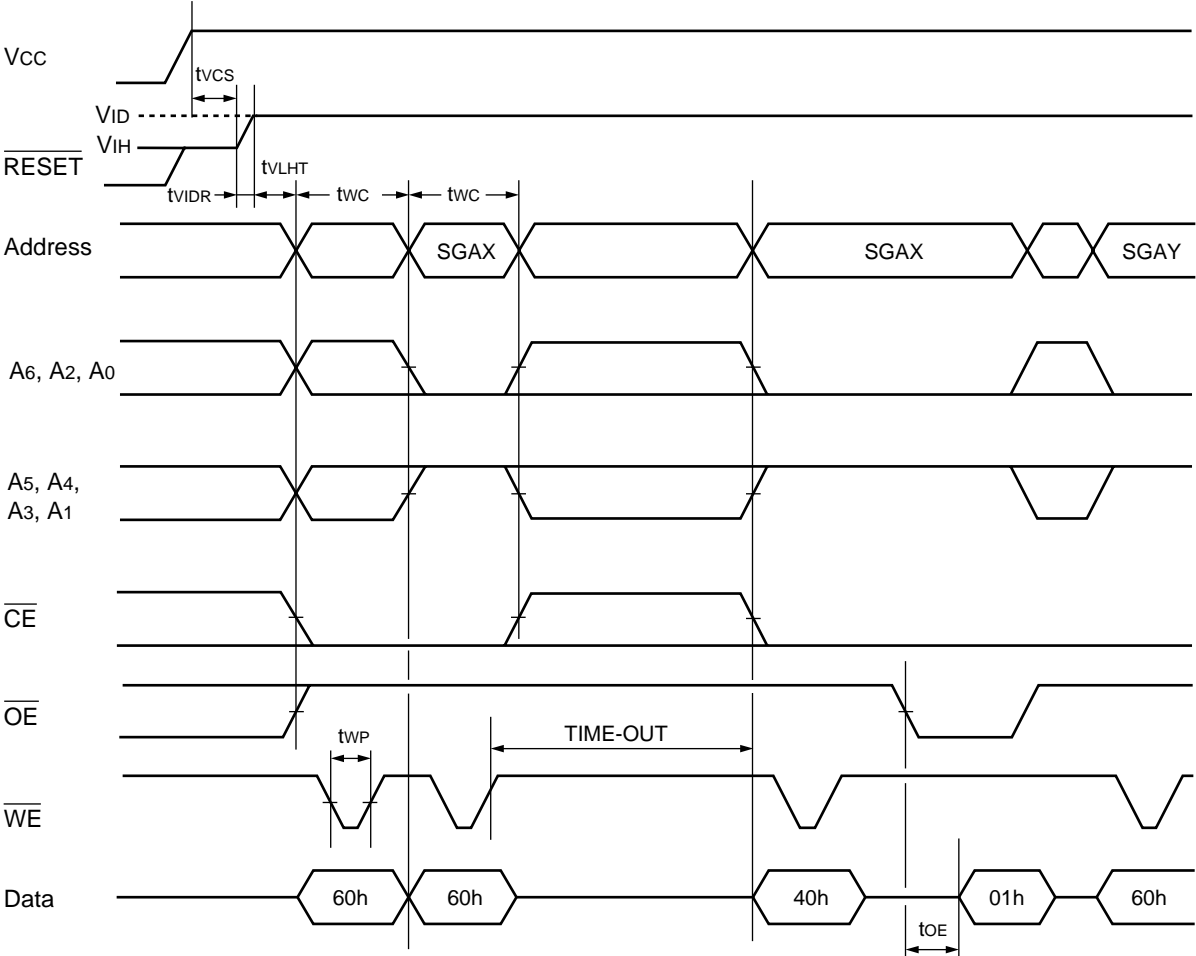 VCC
tVCS
VID
VIH
RESET
tVLHT
tVIDR
tWC
tWC
Address
SGAX
SGAX
SGAY
A6, A2, A0
A5, A4,
A3, A1
CE
OE
TIME-OUT
tWP
WE
Data
60h
60h
40h
01h
60h
tOE